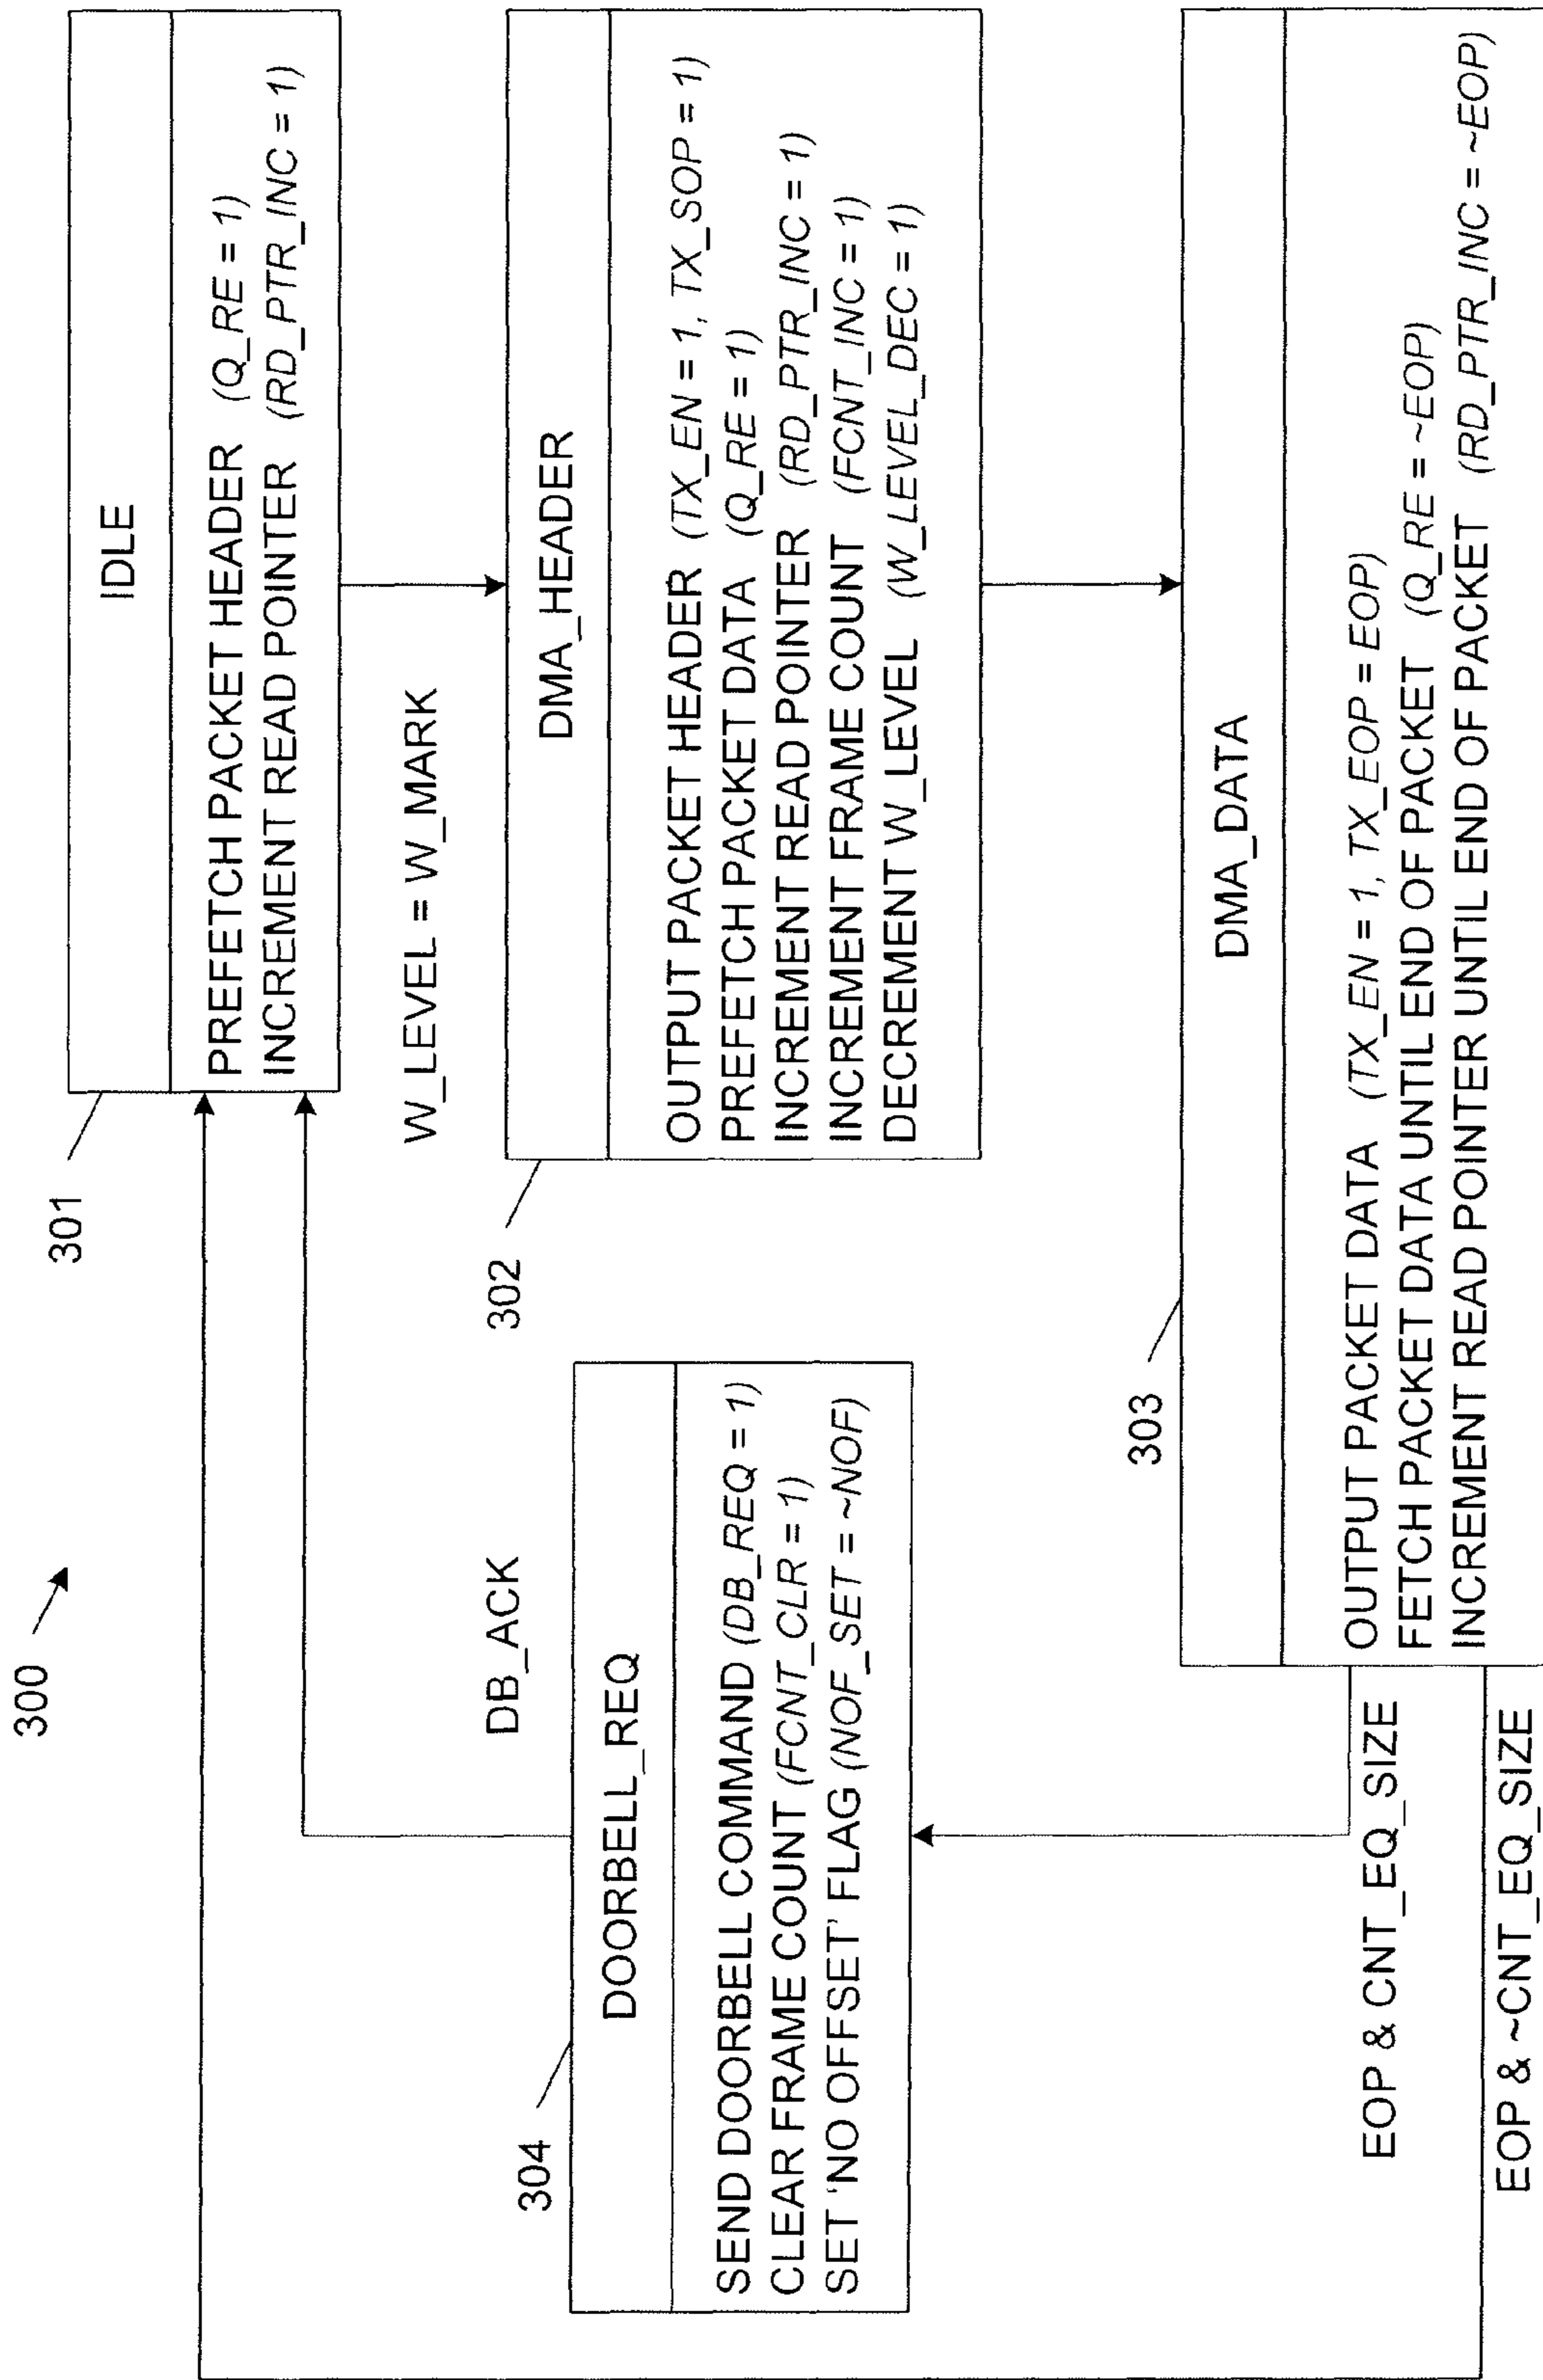 300
301
IDLE
PREFETCH PACKET HEADER (Q_RE = 1)
INCREMENT READ POINTER (RD_PTR_INC = 1)
W_LEVEL = W_MARK
302
DMA_HEADER
OUTPUT PACKET HEADER (TX_EN = 1, TX_SOP = 1)
PREFETCH PACKET DATA (Q_RE = 1)
INCREMENT READ POINTER (RD_PTR_INC = 1)
INCREMENT FRAME COUNT (FCNT_INC = 1)
DECREMENT W_LEVEL (W_LEVEL_DEC = 1)
DB_ACK
304
DOORBELL_REQ
SEND DOORBELL COMMAND (DB_REQ = 1)
CLEAR FRAME COUNT (FCNT_CLR = 1)
SET 'NO OFFSET' FLAG (NOF_SET = ~NOF)
303
DMA_DATA
OUTPUT PACKET DATA (TX_EN = 1, TX_EOP = EOP)
FETCH PACKET DATA UNTIL END OF PACKET (Q_RE = ~EOP)
INCREMENT READ POINTER UNTIL END OF PACKET (RD_PTR_INC = ~EOP)
EOP & CNT_EQ_SIZE
EOP & ~CNT_EQ_SIZE